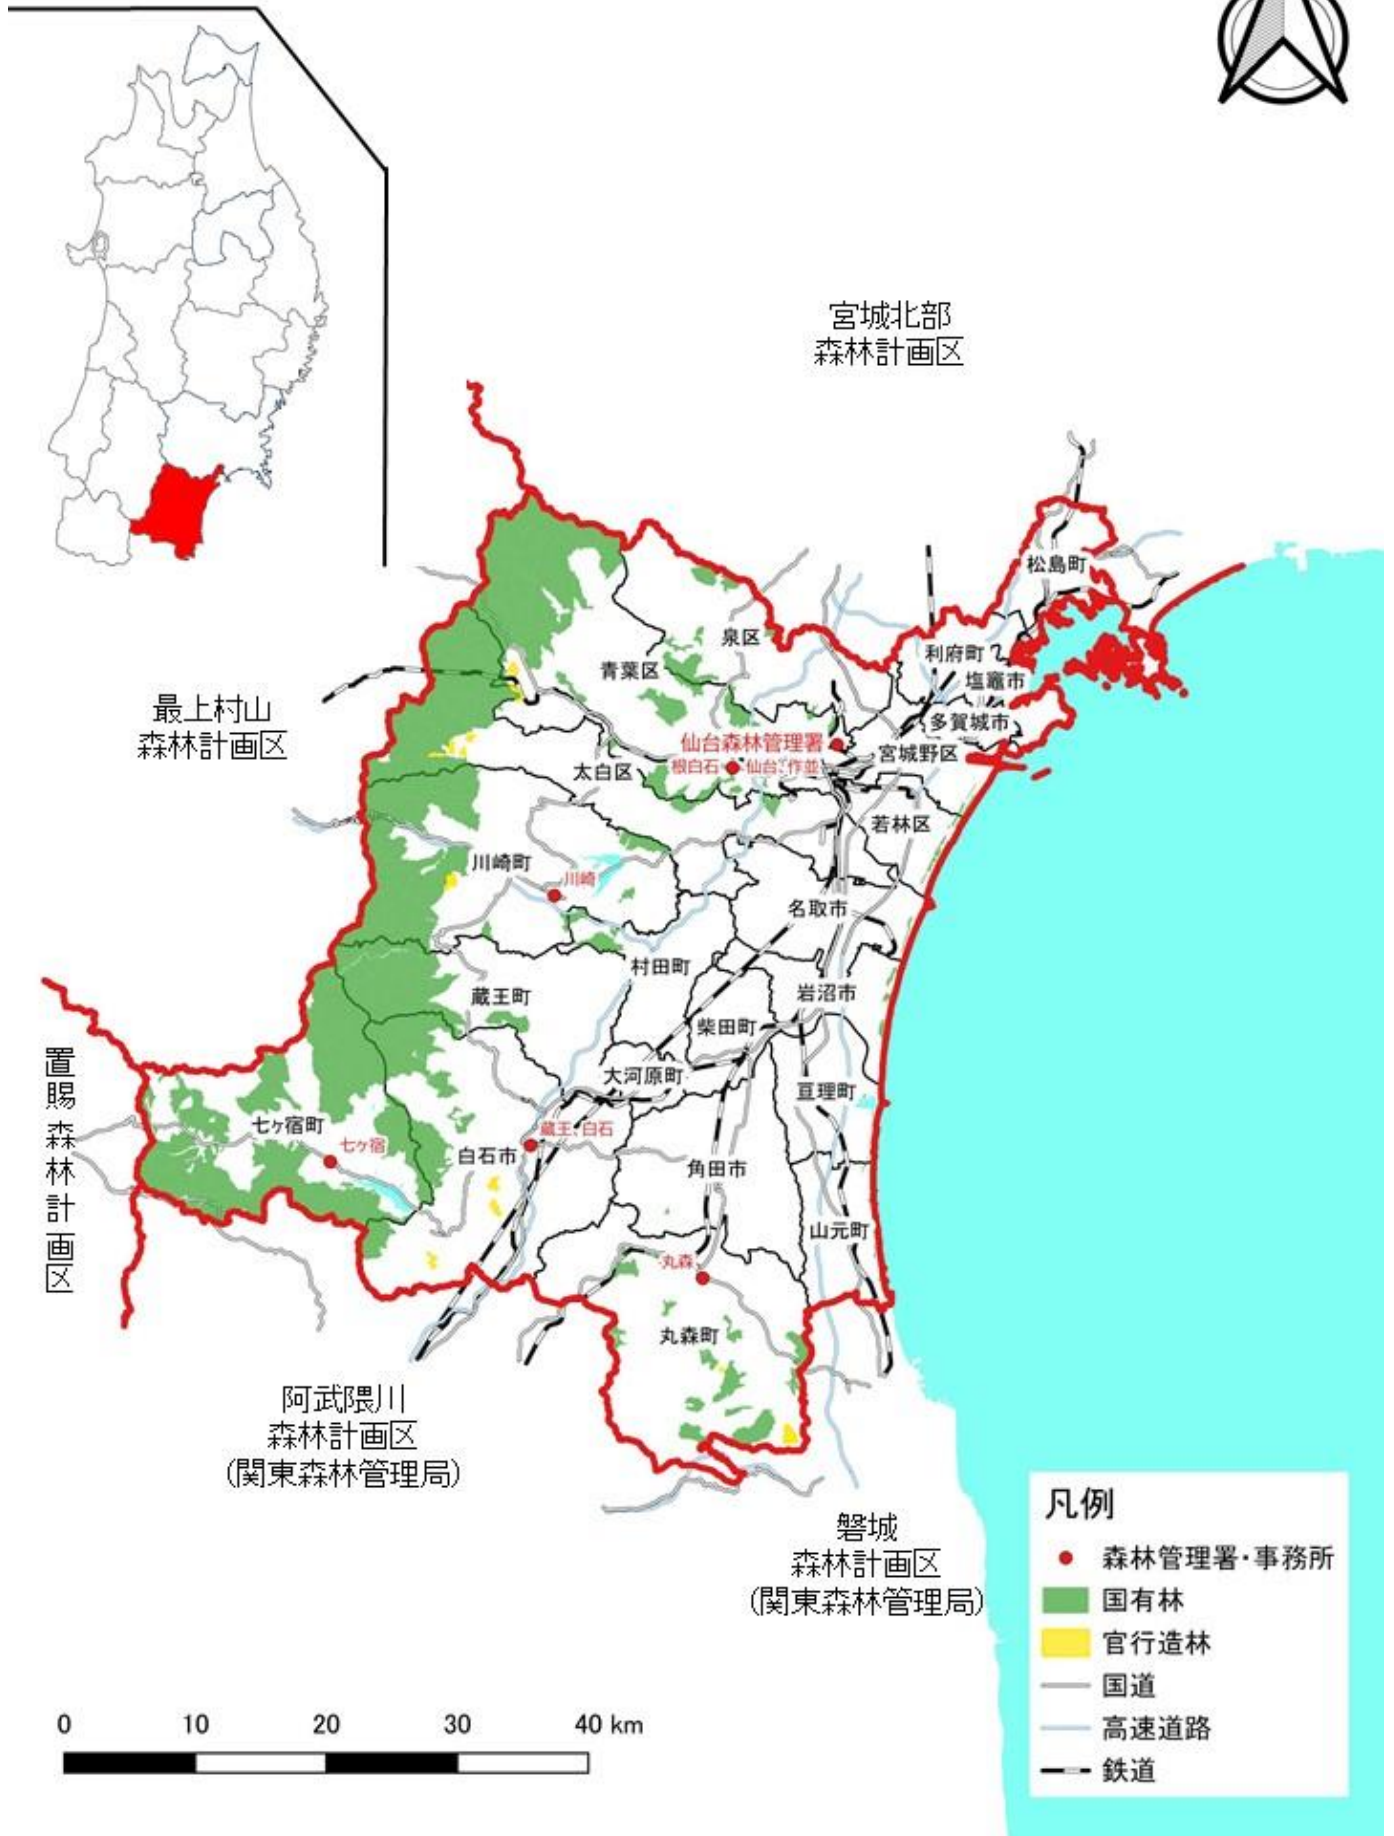 宮城北部
森林計画区
松島町
泉区
利府町
青葉区
塩竈市
最上村山
森林計画区
多賀城市
仙台森林管理署
宮城野区
根白石
仙台、作並
太白区
若林区
川崎町
川崎
名取市
村田町
蔵王町
岩沼市
柴田町
置賜森林計画区
大河原町
亘理町
七ヶ宿町
七ヶ宿
蔵王、白石
白石市
角田市
山元町
丸森
丸森町
阿武隈川
森林計画区
(関東森林管理局)
磐城
森林計画区
(関東森林管理局)
凡例
森林管理署・事務所
国有林
官行造林
国道
高速道路
鉄道
0 10 20 30 40 km